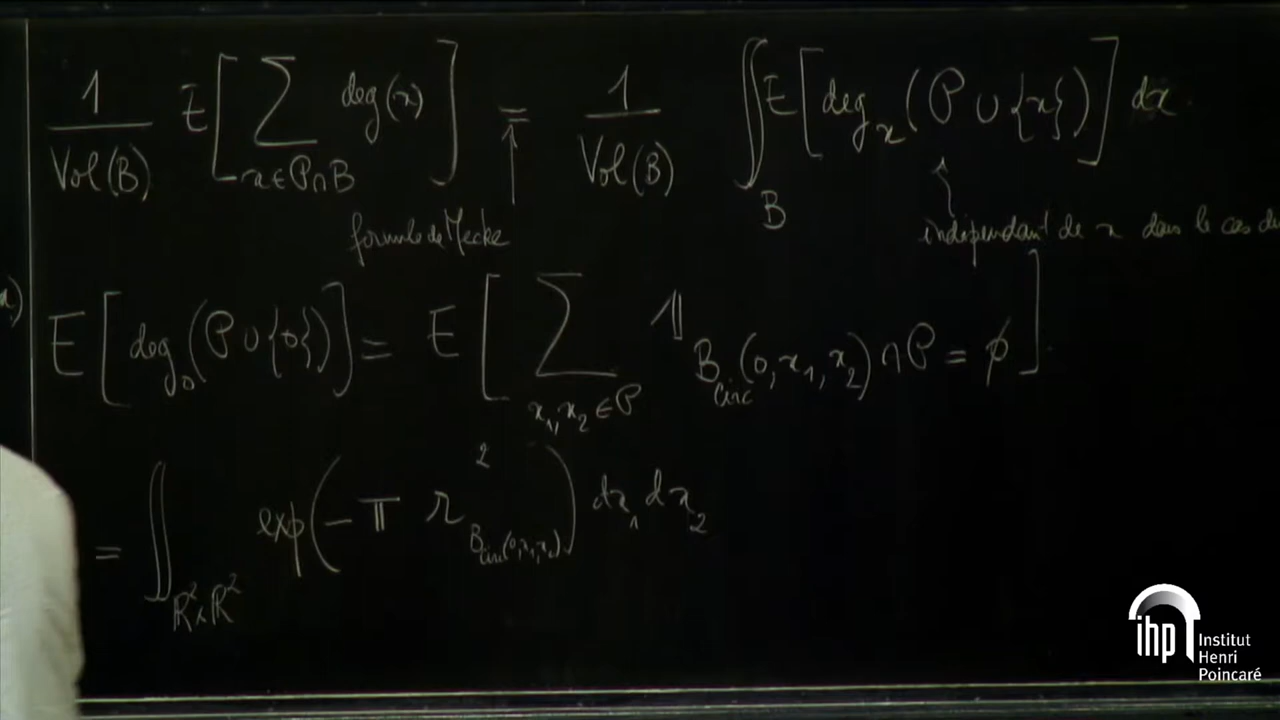 1/Vol(B) E[∑_{x∈P∩B} deg(x)] = 1/Vol(B) ∫∫_B E[deg_x(P∪{x})] dx
formule de Mecke
indépendant de x dans le cas
E[deg_0(P∪{0})] = E[∑_{x_1,x_2∈P} 𝟙_{B_circ(0,x_1,x_2)∩P=∅}]
= ∫∫_{R²×R²} exp(-π r²_{B_circ(0,x_1,x_2)}) dx_1 dx_2
ihp Institut
Henri
Poincaré